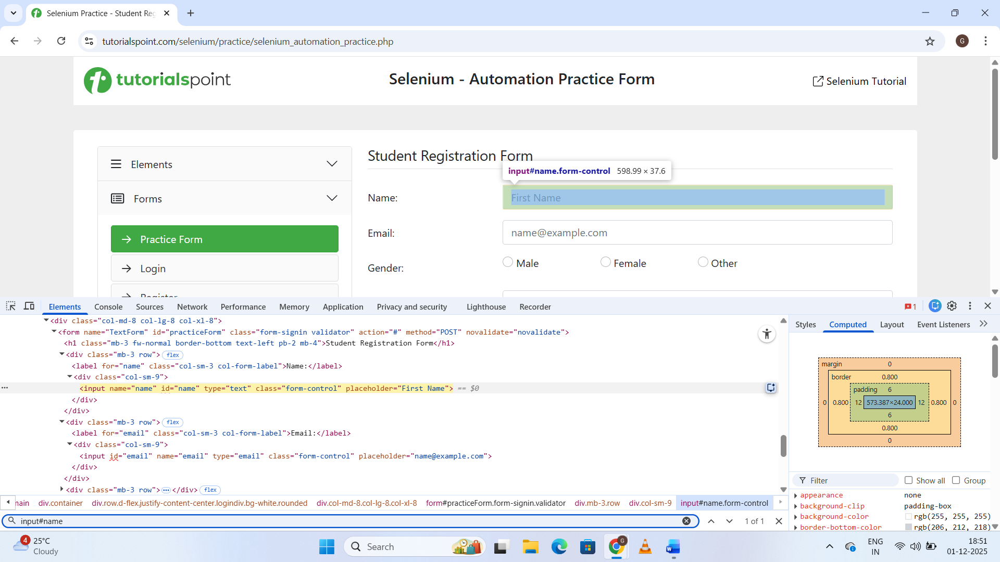 Selenium Practice - Student Reg
tutorialspoint.com/selenium/practice/selenium_automation_practice.php
G
tutorialspoint
Selenium - Automation Practice Form
Selenium Tutorial
Elements
Forms
Practice Form
Login
Register
Student Registration Form
input#name.form-control 598.99 × 37.6
Name:
First Name
Email:
name@example.com
Gender:
Male
Female
Other
Elements Console Sources Network Performance Memory Application Privacy and security Lighthouse Recorder
1
<div class="col-md-8 col-lg-8 col-xl-8">
<form name="TextForm" id="practiceForm" class="form-signin validator" action="#" method="POST" novalidate="novalidate">
<h1 class="mb-3 fw-normal border-bottom text-left pb-2 mb-4">Student Registration Form</h1>
<div class="mb-3 row"> flex
<label for="name" class="col-sm-3 col-form-label">Name:</label>
<div class="col-sm-9">
<input name="name" id="name" type="text" class="form-control" placeholder="First Name"> == $0
</div>
</div>
<div class="mb-3 row"> flex
<label for="email" class="col-sm-3 col-form-label">Email:</label>
<div class="col-sm-9">
<input id="email" name="email" type="email" class="form-control" placeholder="name@example.com">
</div>
</div>
<div class="mb-3 row"> ••• </div> flex
main div.container div.row.d-flex.justify-content-center.logindiv.bg-white.rounded div.col-md-8.col-lg-8.col-xl-8 form#practiceForm.form-signin.validator div.mb-3.row div.col-sm-9 input#name.form-control
input#name
1 of 1
Styles Computed Layout Event Listeners
margin 0
border 0.800
padding 6
0 0.800 12 573.387×24.000 12 0.800 0
6
0.800
0
Filter
Show all
Group
appearance none
background-clip padding-box
background-color rgb(255, 255, 255)
border-bottom-color rgb(206, 212, 218)
4
25°C
Cloudy
Search
G
W
ENG
IN
18:51
01-12-2025